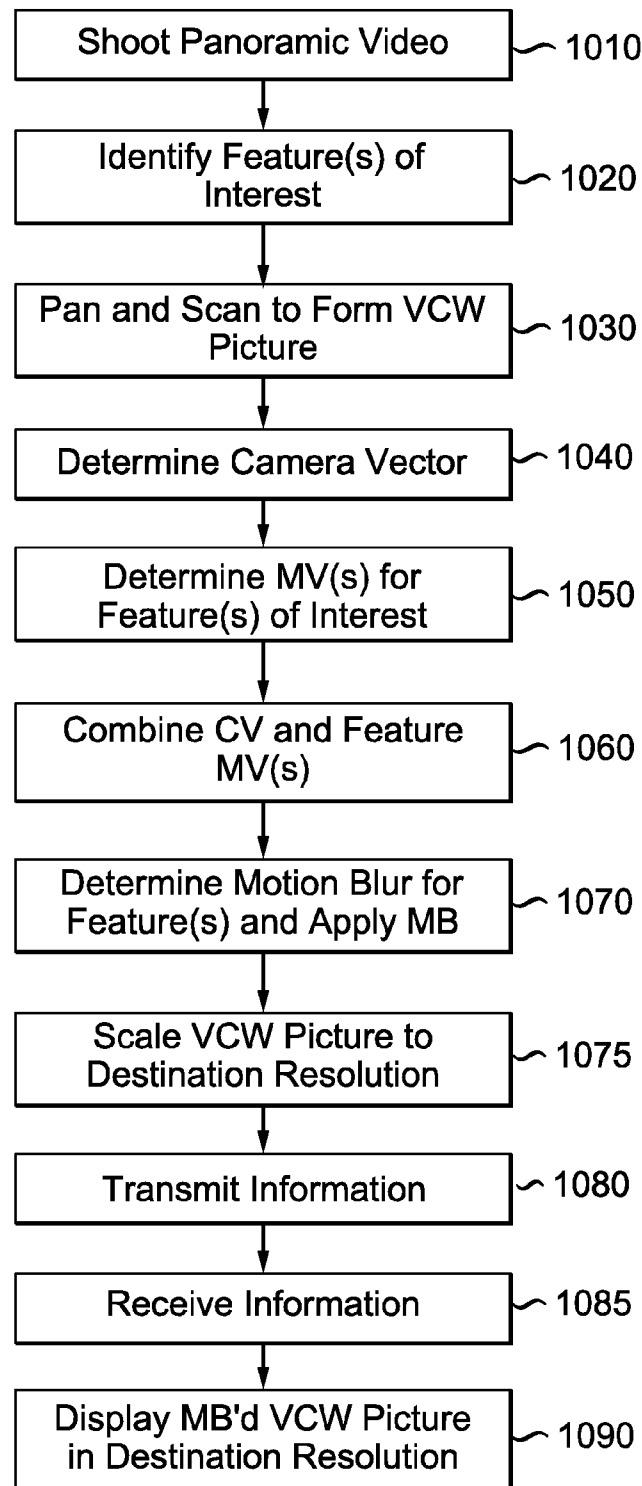 Shoot Panoramic Video
1010
Identify Feature(s) of
Interest
1020
Pan and Scan to Form VCW
Picture
1030
Determine Camera Vector
1040
Determine MV(s) for
Feature(s) of Interest
1050
Combine CV and Feature
MV(s)
1060
Determine Motion Blur for
Feature(s) and Apply MB
1070
Scale VCW Picture to
Destination Resolution
1075
Transmit Information
1080
Receive Information
1085
Display MB'd VCW Picture
in Destination Resolution
1090